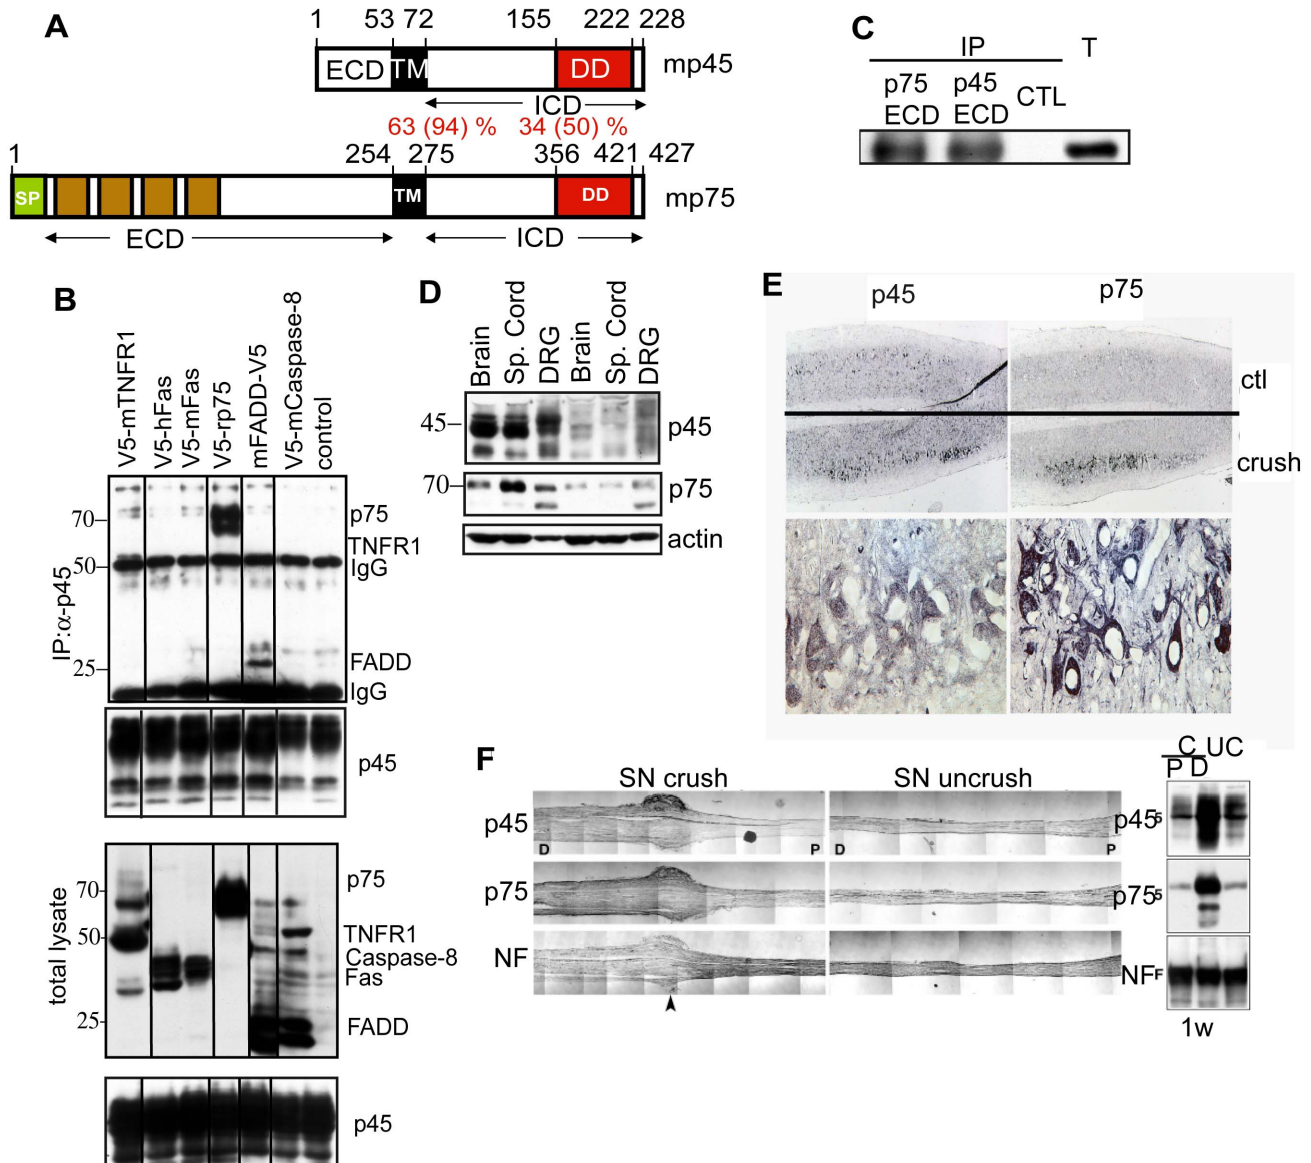 A
1 53 72 155 222 228
ECD TM DD mp45
ICD
63 (94) % 34 (50) %
1 254 275 356 421 427
SP TM DD mp75
ECD ICD
C
IP T
p75 ECD
p45 ECD
CTL
B
V5-mTNFR1
V5-hFas
V5-mFas
V5-rp75
mFADD-V5
V5-mCaspase-8
control
IP:α-p45
70
50
25
p75
TNFR1
IgG
FADD
IgG
p45
total lysate
70
50
25
p75
TNFR1
Caspase-8
Fas
FADD
p45
D
Brain
Sp. Cord
DRG
Brain
Sp. Cord
DRG
45 p45
70 p75
actin
E
p45 p75
ctl
crush
F
SN crush SN uncrush
p45
D P D P
p75
NF
C UC
P D
p45 5
p75 5
NF F
1w